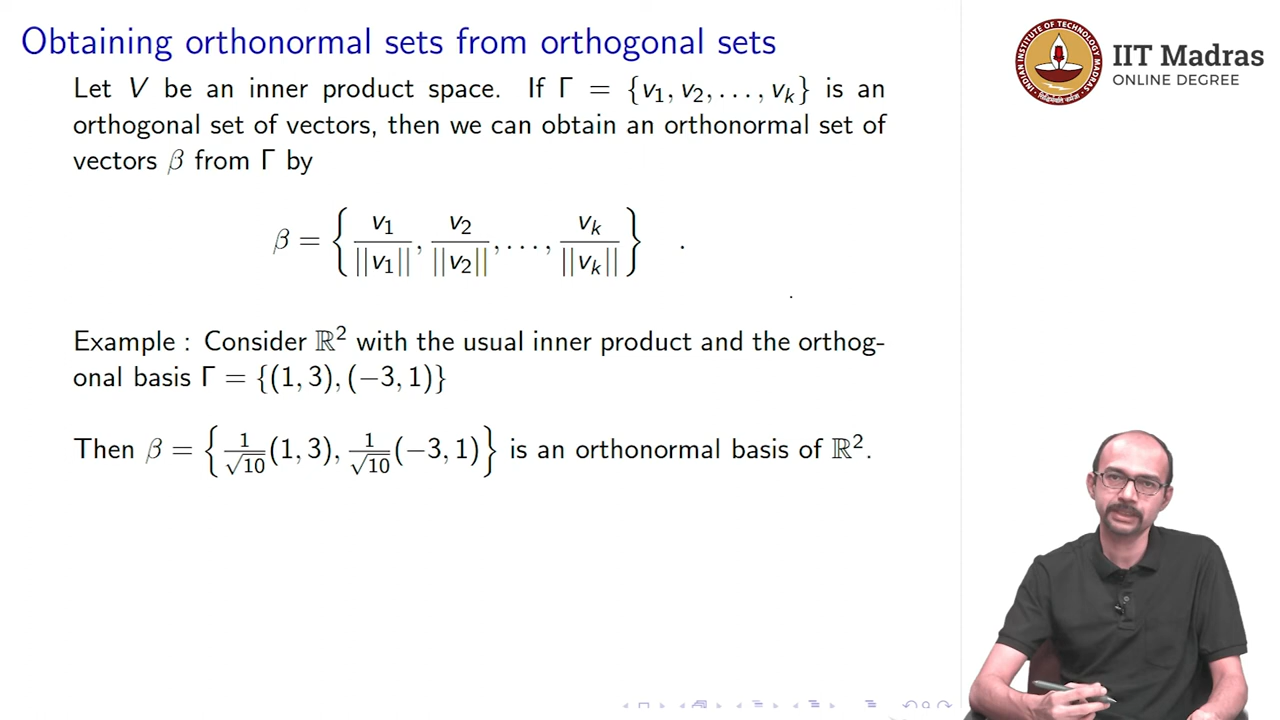 Obtaining orthonormal sets from orthogonal sets
Let V be an inner product space. If Γ = {v₁, v₂, . . . , vₖ} is an
orthogonal set of vectors, then we can obtain an orthonormal set of
vectors β from Γ by
β = { v₁/||v₁||, v₂/||v₂||, . . . , vₖ/||vₖ|| } .
Example : Consider ℝ² with the usual inner product and the orthog-
onal basis Γ = {(1, 3), (−3, 1)}
Then β = { 1/√10 (1, 3), 1/√10 (−3, 1) } is an orthonormal basis of ℝ².
IIT Madras
ONLINE DEGREE